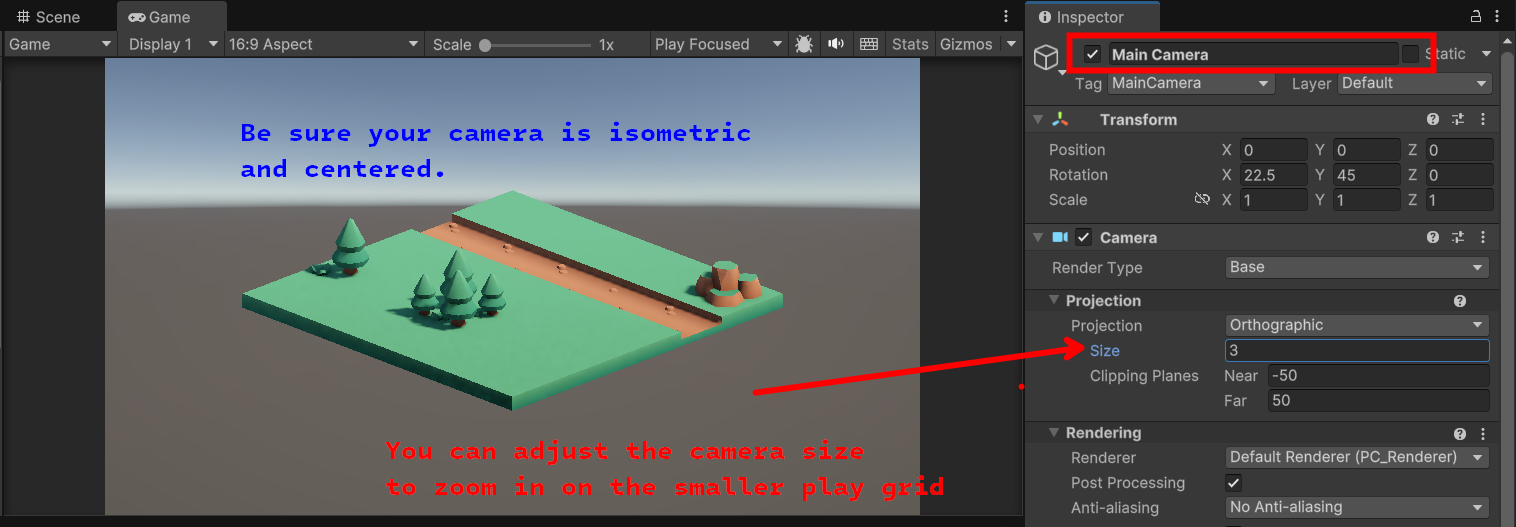 Scene
Game
Inspector
Game
Display 1
16:9 Aspect
Scale
1x
Play Focused
Stats
Gizmos
Main Camera
Static
Tag MainCamera Layer Default
Be sure your camera is isometric
and centered.
Transform
Position X 0 Y 0 Z 0
Rotation X 22.5 Y 45 Z 0
Scale X 1 Y 1 Z 1
Camera
Render Type Base
Projection
Projection Orthographic
Size 3
Clipping Planes Near -50
Far 50
You can adjust the camera size
to zoom in on the smaller play grid
Rendering
Renderer Default Renderer (PC_Renderer)
Post Processing
Anti-aliasing No Anti-aliasing